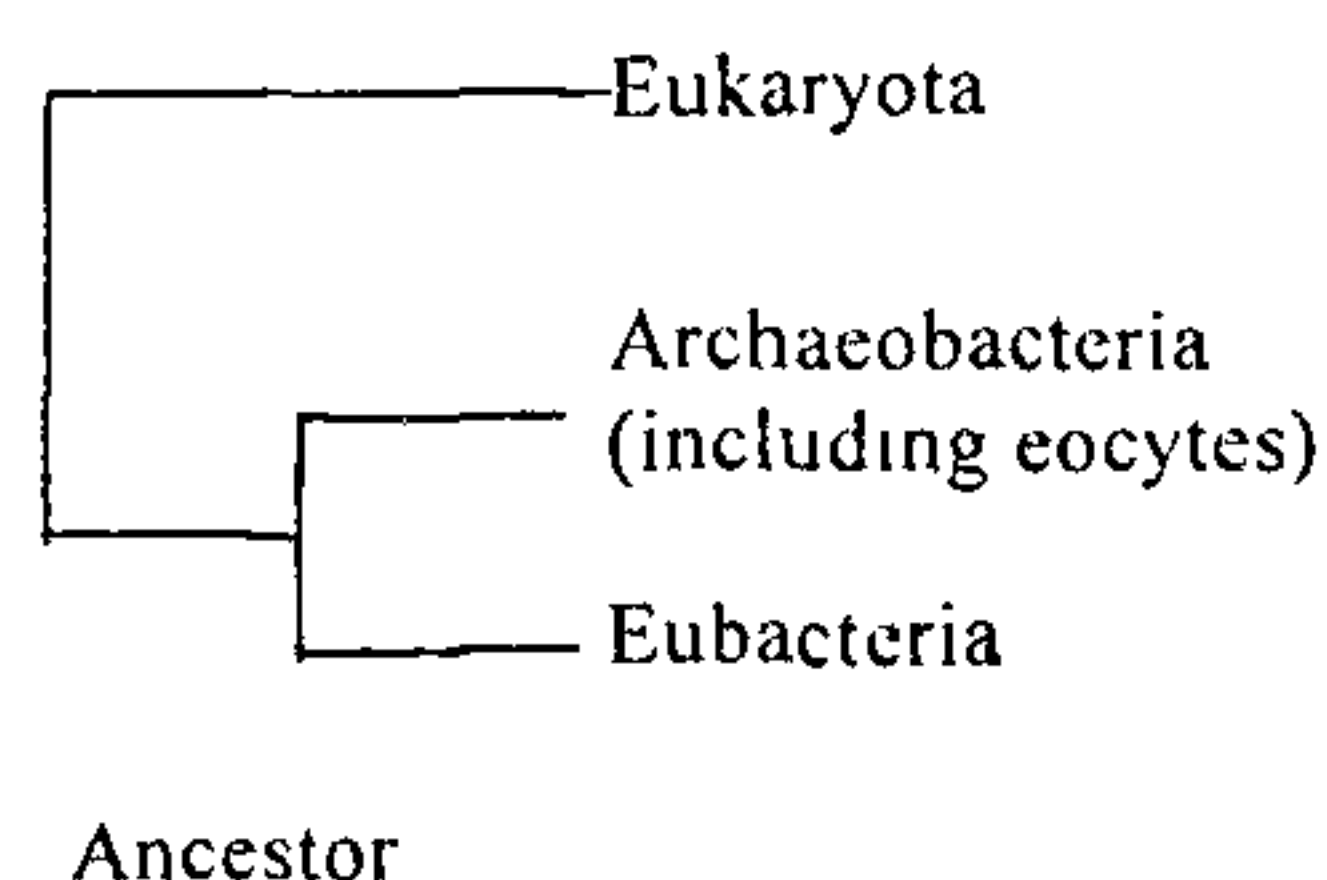 Eukaryota
Archaeobacteria
(including eocytes)
Eubacteria
Ancestor